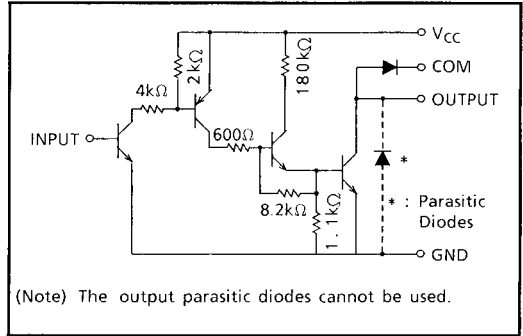 VCC
COM
OUTPUT
2kΩ
180kΩ
4kΩ
INPUT
600Ω
*
8.2kΩ
1.1kΩ
* : Parasitic
Diodes
GND
(Note) The output parasitic diodes cannot be used.